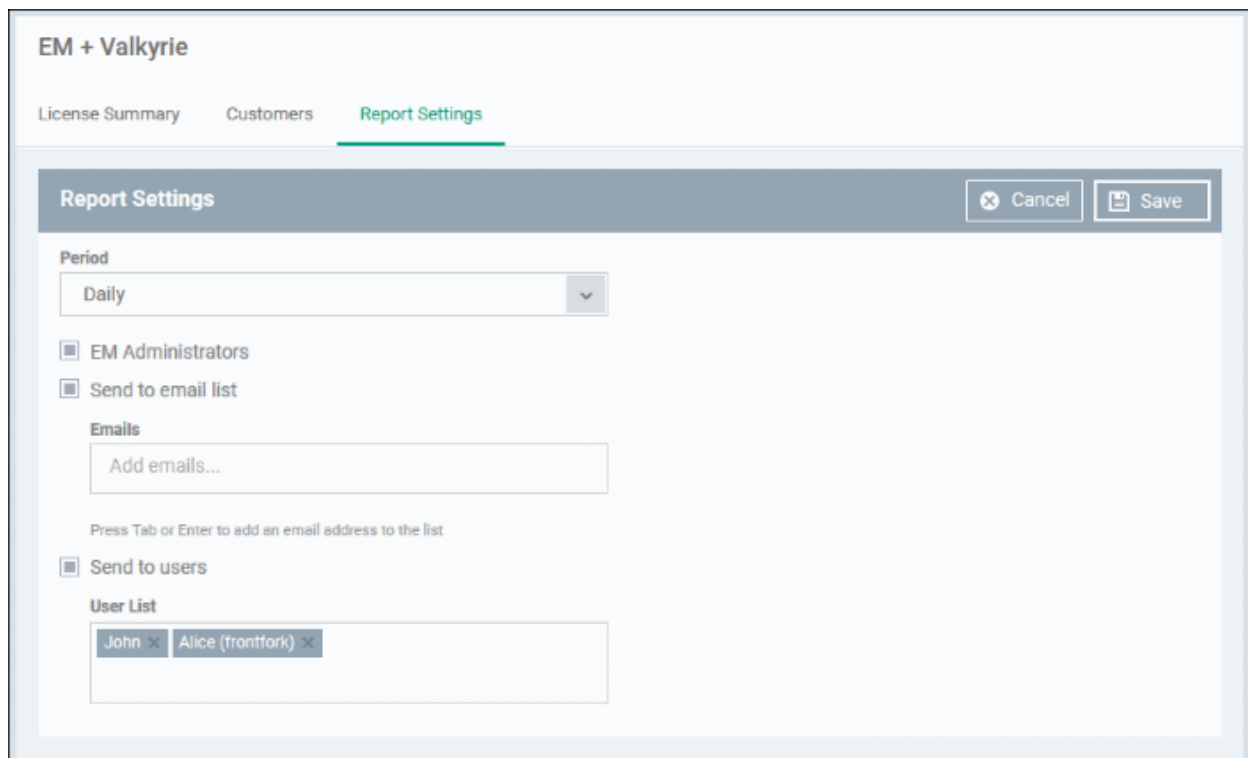 EM + Valkyrie
License Summary Customers Report Settings
Report Settings Cancel Save
Period
Daily
EM Administrators
Send to email list
Emails
Add emails...
Press Tab or Enter to add an email address to the list
Send to users
User List
John Alice (frontfork)